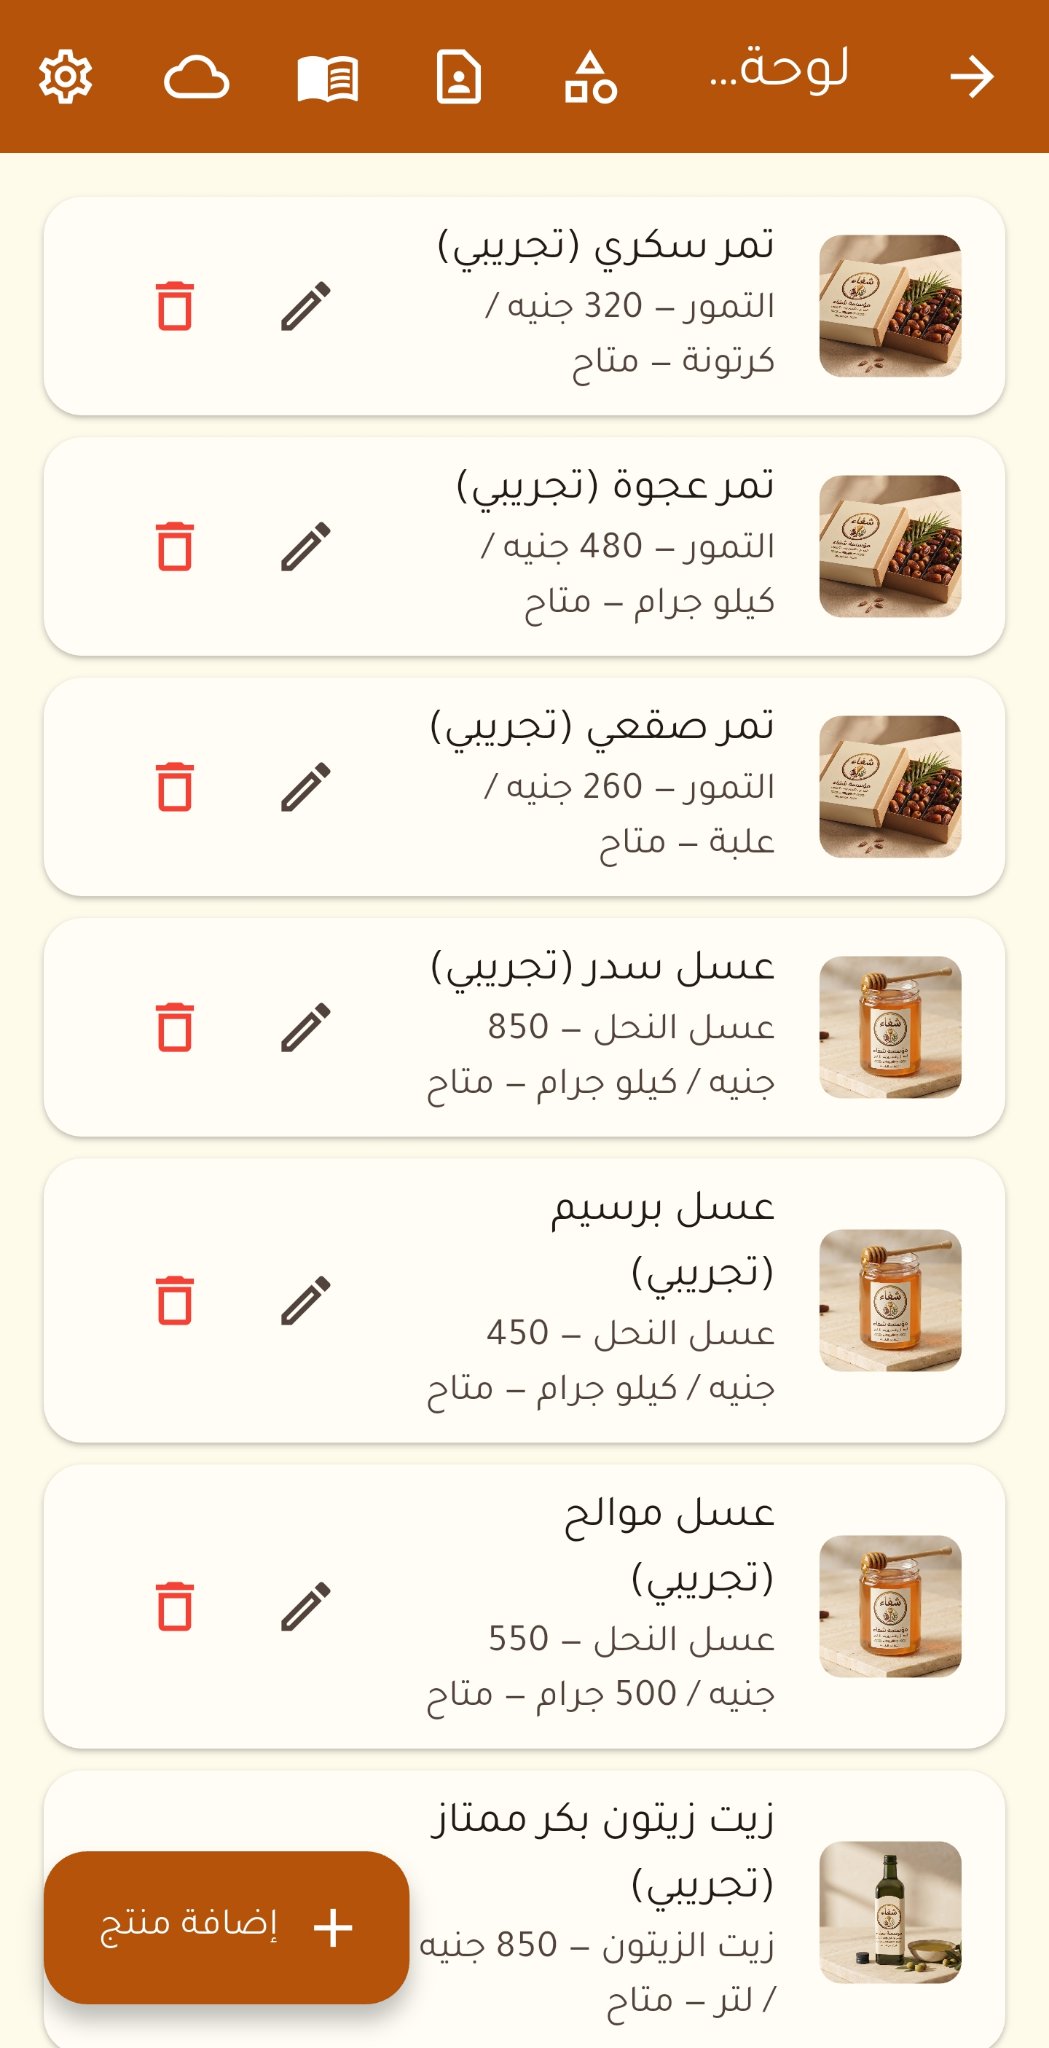 لوحة...
تمر سكري (تجريبي)
التمور – 320 جنيه /
كرتونة – متاح
تمر عجوة (تجريبي)
التمور – 480 جنيه /
كيلو جرام – متاح
تمر صقعي (تجريبي)
التمور – 260 جنيه /
علبة – متاح
عسل سدر (تجريبي)
عسل النحل – 850
جنيه / كيلو جرام – متاح
عسل برسيم
(تجريبي)
عسل النحل – 450
جنيه / كيلو جرام – متاح
عسل موالح
(تجريبي)
عسل النحل – 550
جنيه / 500 جرام – متاح
زيت زيتون بكر ممتاز
(تجريبي)
زيت الزيتون – 850 جنيه
/ لتر – متاح
إضافة منتج